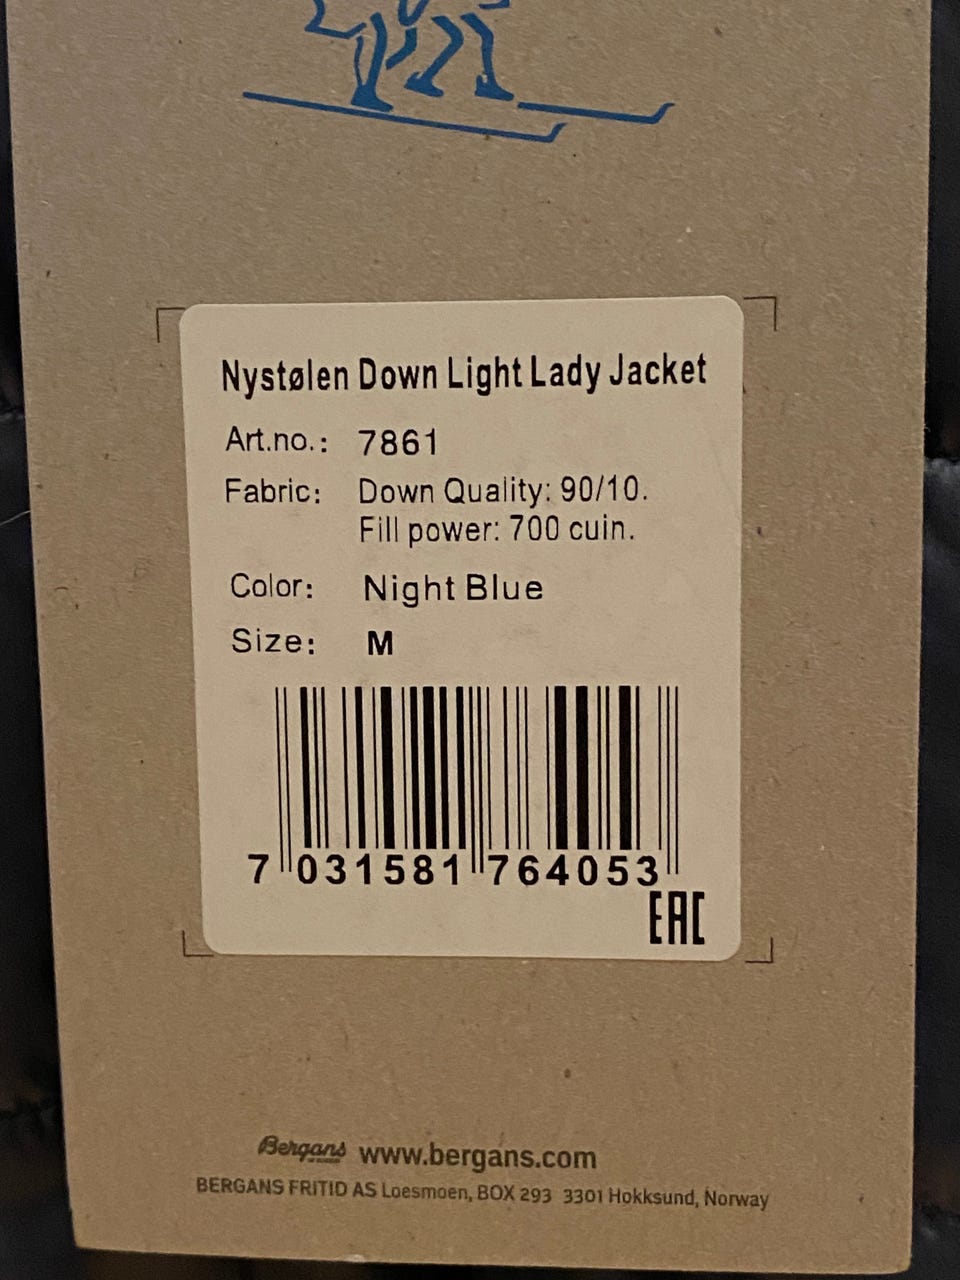 Nystølen Down Light Lady Jacket
Art.no.: 7861
Fabric: Down Quality: 90/10.
Fill power: 700 cuin.
Color: Night Blue
Size: M
7 031581 764053
EAC
Bergans www.bergans.com
BERGANS FRITID AS Loesmoen, BOX 293 3301 Hokksund, Norway